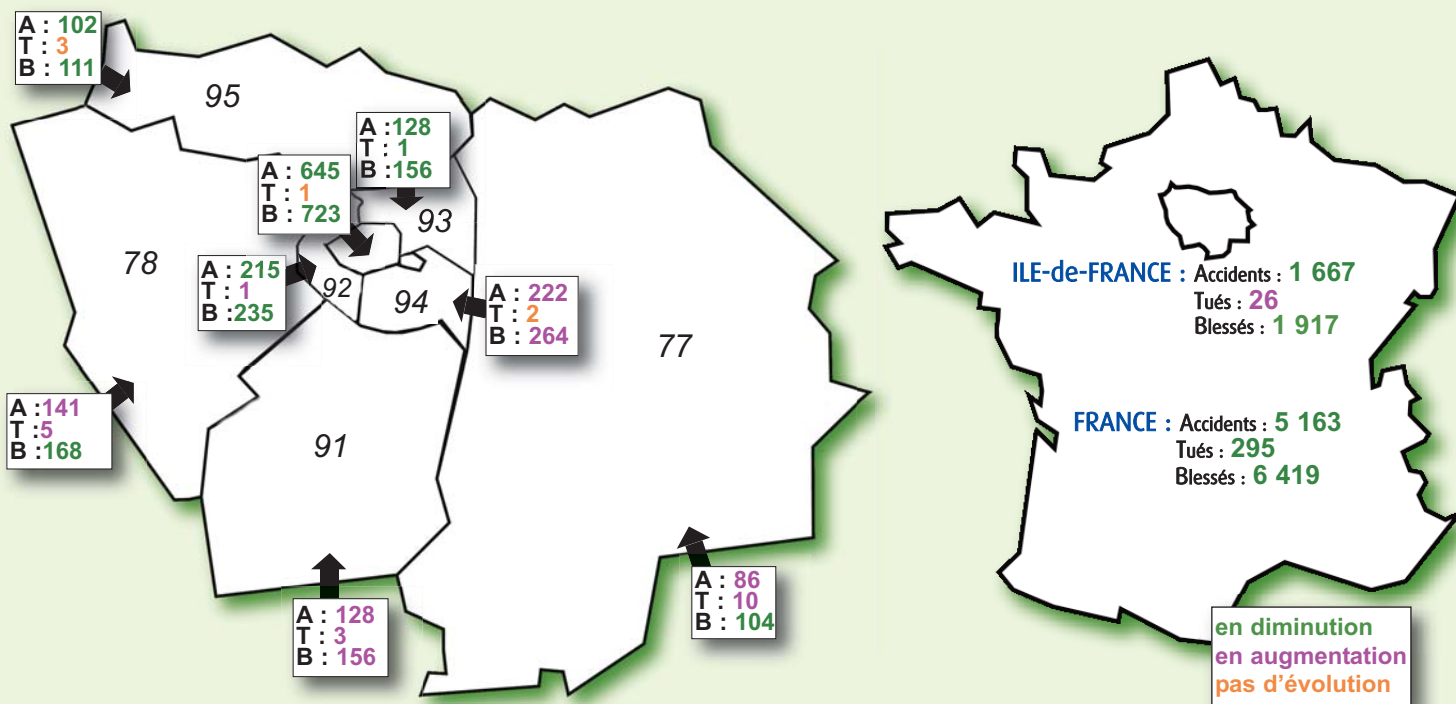 A : 102
T : 3
B : 111
95
A :128
T : 1
B :156
A : 645
T : 1
B : 723
93
78
A : 215
T : 1
B :235
92
94
A : 222
T : 2
B : 264
77
A :141
T :5
B :168
91
A : 128
T : 3
B : 156
A : 86
T : 10
B : 104
ILE-de-FRANCE : Accidents : 1 667
Tués : 26
Blessés : 1 917
FRANCE : Accidents : 5 163
Tués : 295
Blessés : 6 419
en diminution
en augmentation
pas d'évolution